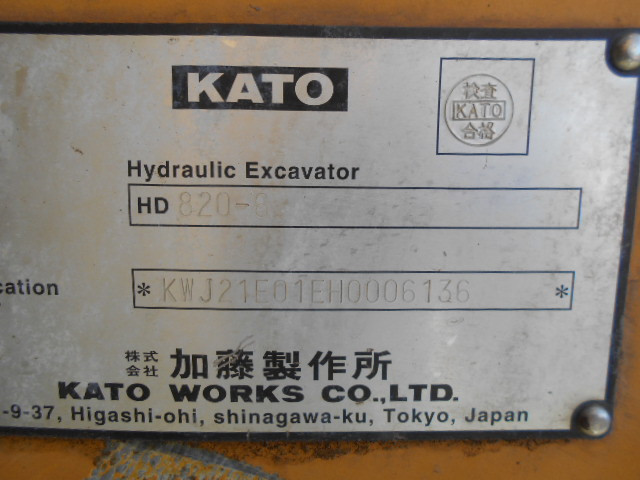 KATO
検査
KATO
合格
Hydraulic Excavator
HD 820-
cation
* KWJ21E01EH0006136 *
株式会社 加藤製作所
KATO WORKS CO.,LTD.
-9-37, Higashi-ohi, shinagawa-ku, Tokyo, Japan